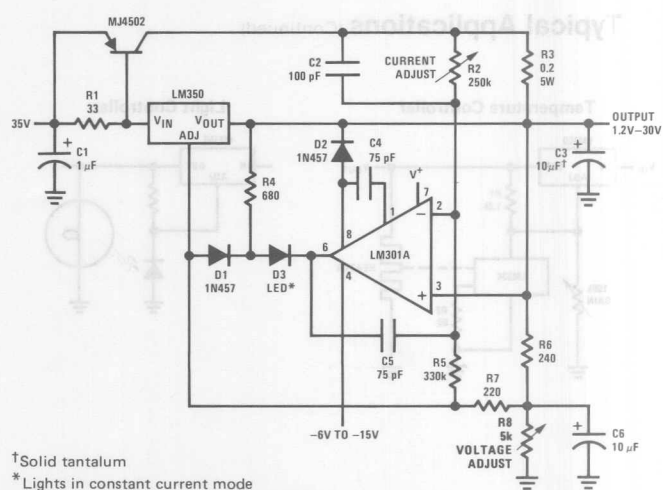 Typical Applications (Continued)
MJ4502
C2
100 pF
CURRENT
ADJUST
R2
250k
R3
0.2
5W
Temperature Controller
Light Controller
R1
33
LM350
VIN
VOUT
ADJ
35V
OUTPUT
1.2V–30V
C1
1 μF
D2
1N457
C4
75 pF
C3
10μF†
R4
680
V+
7
1
2
8
6
LM301A
4
3
D1
1N457
D3
LED*
C5
75 pF
R5
330k
R6
240
R7
220
R8
5k
VOLTAGE
ADJUST
C6
10 μF
–6V TO –15V
†Solid tantalum
*Lights in constant current mode